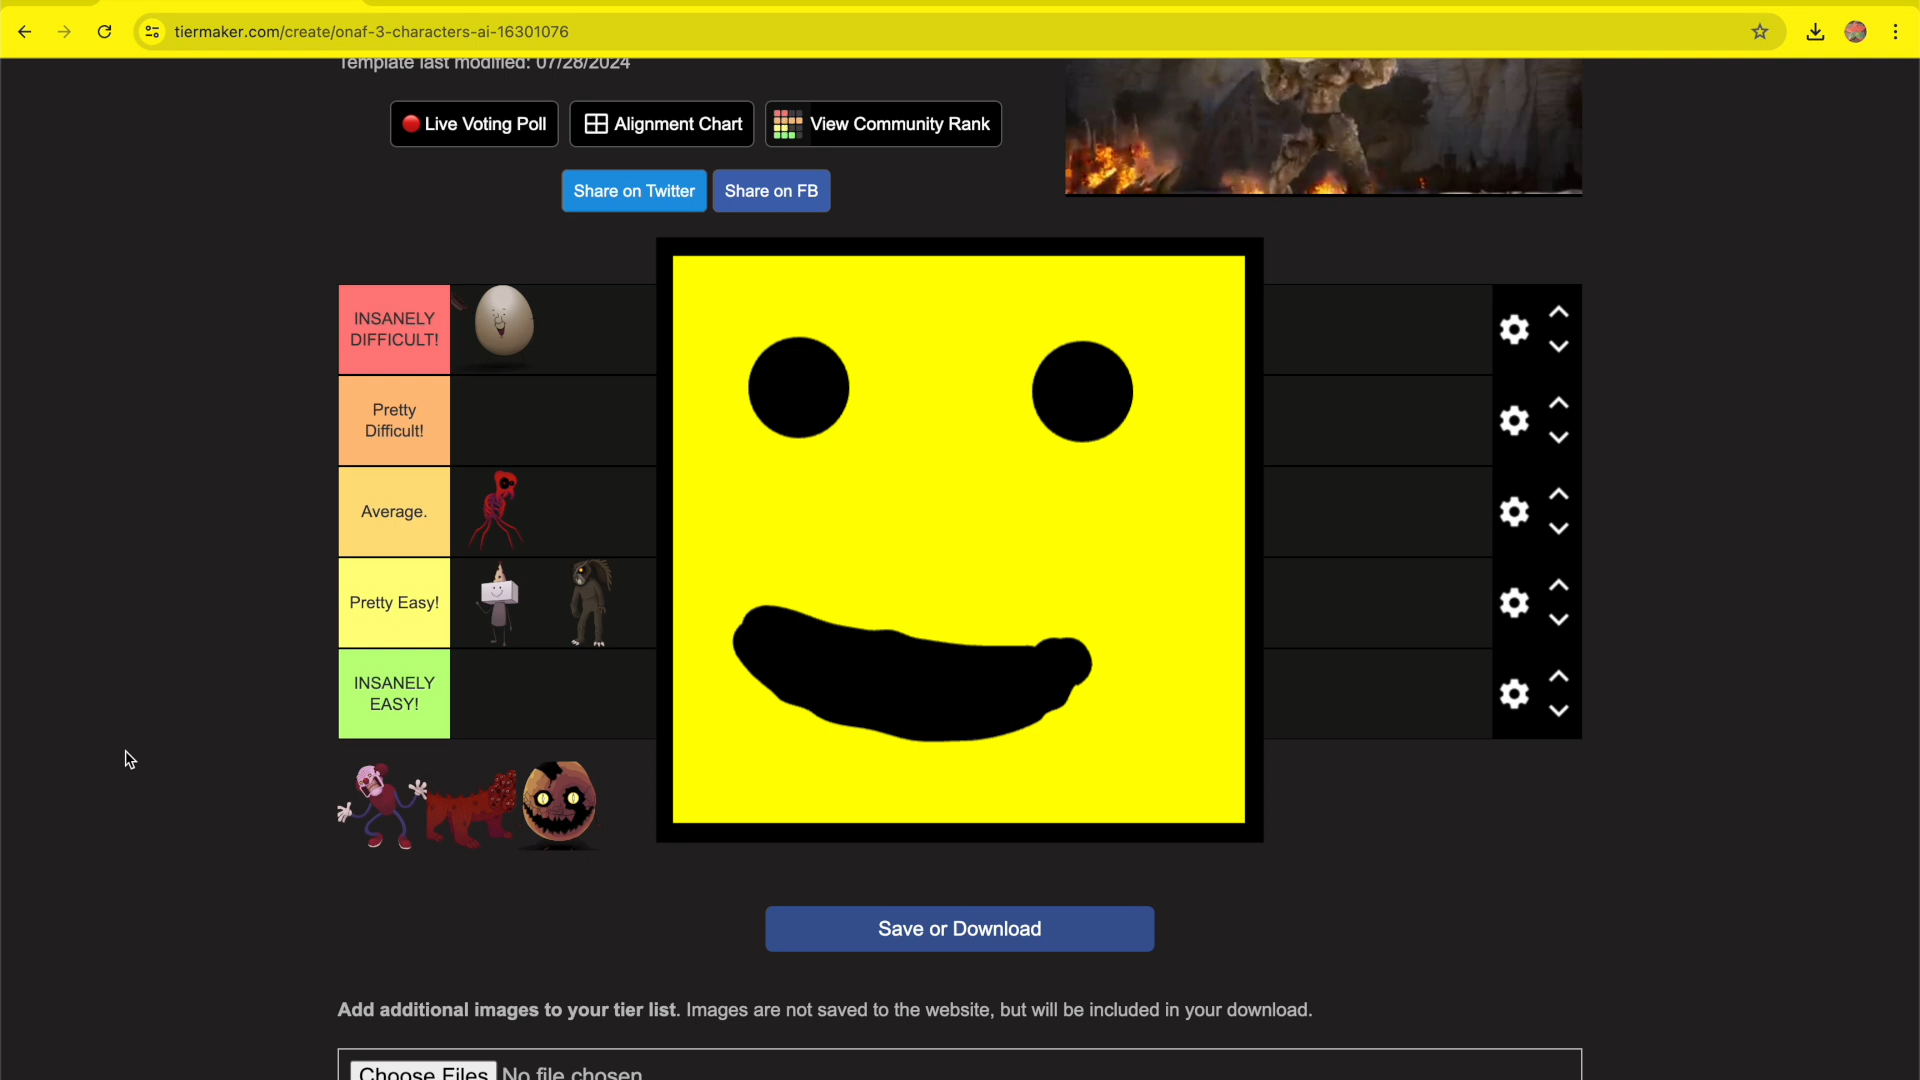 tiermaker.com/create/onaf-3-characters-ai-16301076
Template last modified: 07/28/2024
Live Voting Poll
Alignment Chart
View Community Rank
Share on Twitter
Share on FB
INSANELY
DIFFICULT!
Pretty
Difficult!
Average.
Pretty Easy!
INSANELY
EASY!
Save or Download
Add additional images to your tier list. Images are not saved to the website, but will be included in your download.
Choose Files No file chosen